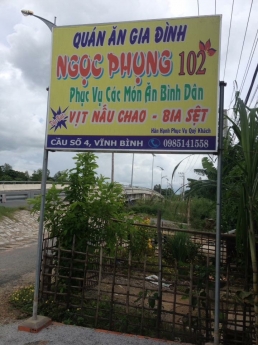 QUÁN ĂN GIA ĐÌNH
NGỌC PHỤNG 102
Phục Vụ Các Món Ăn Bình Dân
VỊT NẤU CHAO - BIA SỆT
Hân Hạnh Phục Vụ Quý Khách
CẦU SỐ 4, VĨNH BÌNH 0985141558